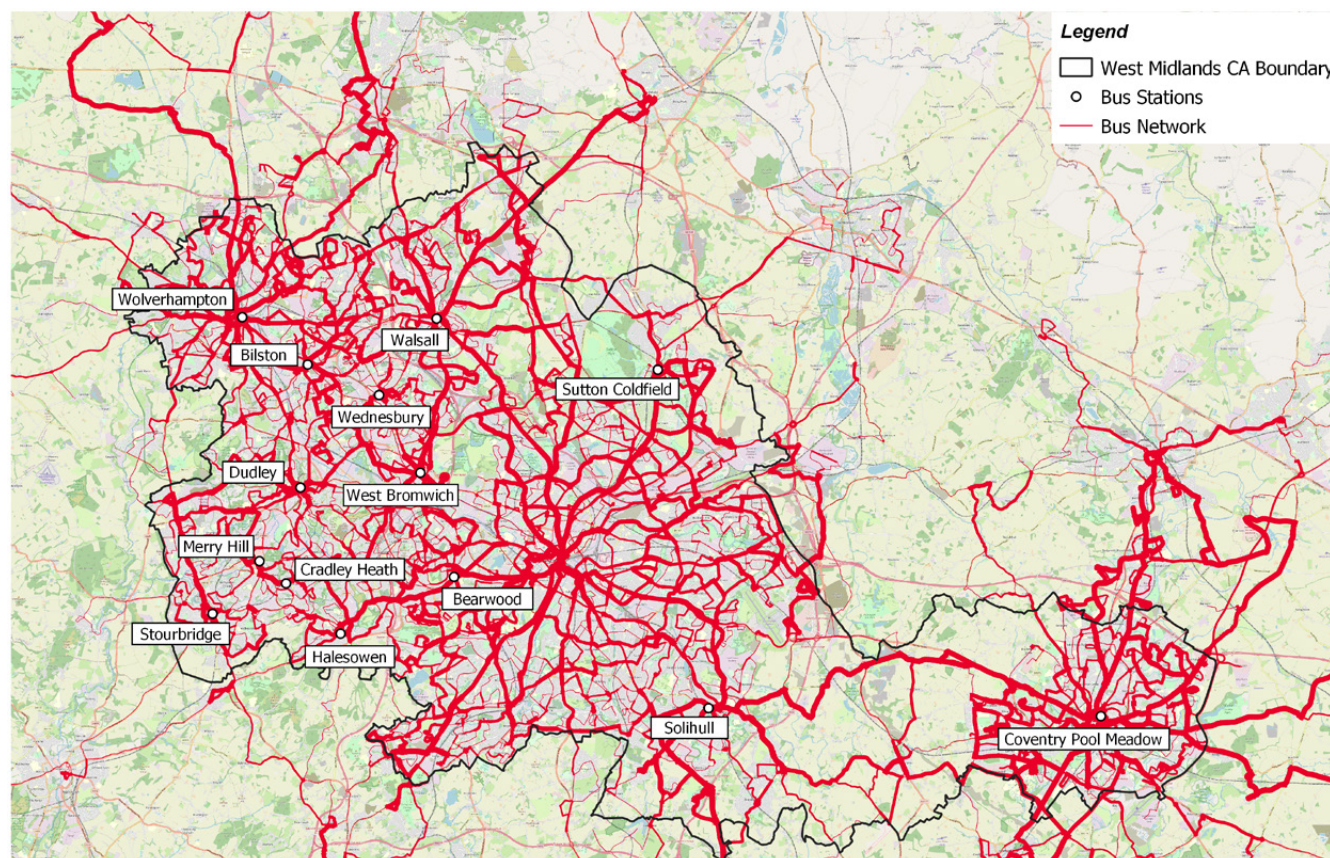 Legend
West Midlands CA Boundary
Bus Stations
Bus Network
Wolverhampton
Walsall
Bilston
Sutton Coldfield
Wednesbury
Dudley
West Bromwich
Merry Hill
Cradley Heath
Bearwood
Stourbridge
Halesowen
Solihull
Coventry Pool Meadow